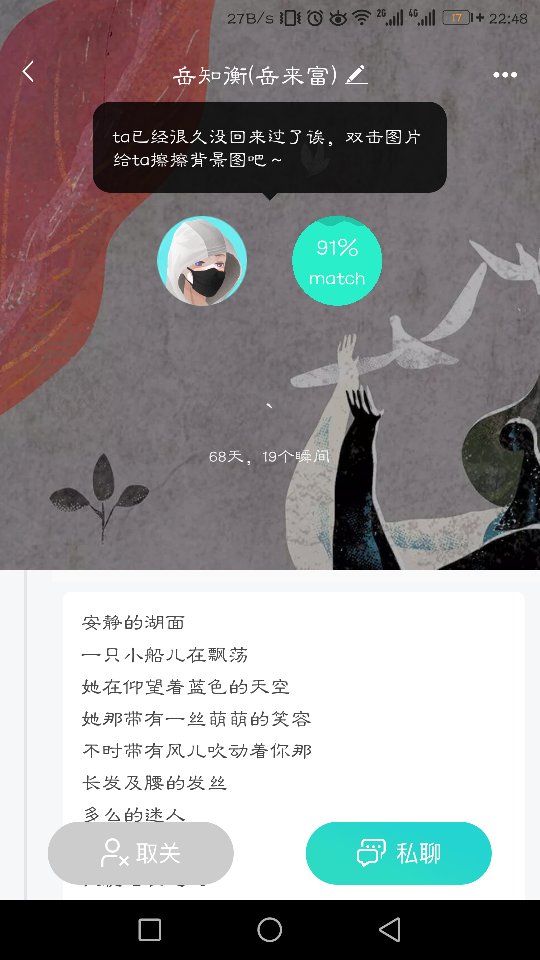 27B/s 2G 4G 17 22:48
岳知衡(岳来富)
ta已经很久没回来过了诶，双击图片
给ta擦擦背景图吧～
91%
match
68天，19个瞬间
安静的湖面
一只小船儿在飘荡
她在仰望着蓝色的天空
她那带有一丝萌萌的笑容
不时带有风儿吹动着你那
长发及腰的发丝
多么的迷人
取关
私聊